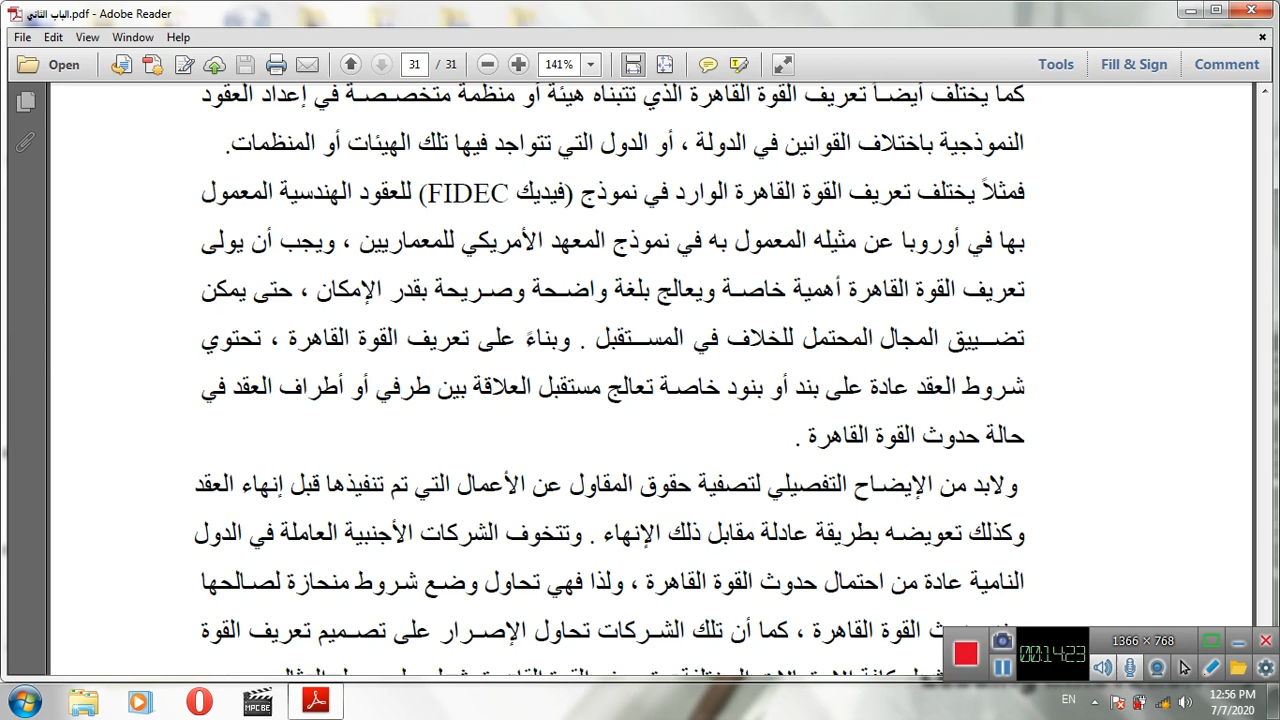 الباب الثاني.pdf - Adobe Reader
File Edit View Window Help
Open 31 / 31 141% Tools Fill & Sign Comment
كما يختلف أيضاً تعريف القوة القاهرة الذي تتبناه هيئة أو منظمة متخصصة في إعداد العقود
النموذجية باختلاف القوانين في الدولة ، أو الدول التي تتواجد فيها تلك الهيئات أو المنظمات.
فمثلاً يختلف تعريف القوة القاهرة الوارد في نموذج (فيديك FIDEC) للعقود الهندسية المعمول
بها في أوروبا عن مثيله المعمول به في نموذج المعهد الأمريكي للمعماريين ، ويجب أن يولى
تعريف القوة القاهرة أهمية خاصة ويعالج بلغة واضحة وصريحة بقدر الإمكان ، حتى يمكن
تضييق المجال المحتمل للخلاف في المستقبل . وبناءً على تعريف القوة القاهرة ، تحتوي
شروط العقد عادة على بند أو بنود خاصة تعالج مستقبل العلاقة بين طرفي أو أطراف العقد في
حالة حدوث القوة القاهرة .
ولابد من الإيضاح التفصيلي لتصفية حقوق المقاول عن الأعمال التي تم تنفيذها قبل إنهاء العقد
وكذلك تعويضه بطريقة عادلة مقابل ذلك الإنهاء . وتتخوف الشركات الأجنبية العاملة في الدول
النامية عادة من احتمال حدوث القوة القاهرة ، ولذا فهي تحاول وضع شروط منحازة لصالحها
القوة القاهرة ، كما أن تلك الشركات تحاول الإصرار على تصميم تعريف القوة
1366 × 768
00:14:23
MPCBE
EN
12:56 PM
7/7/2020